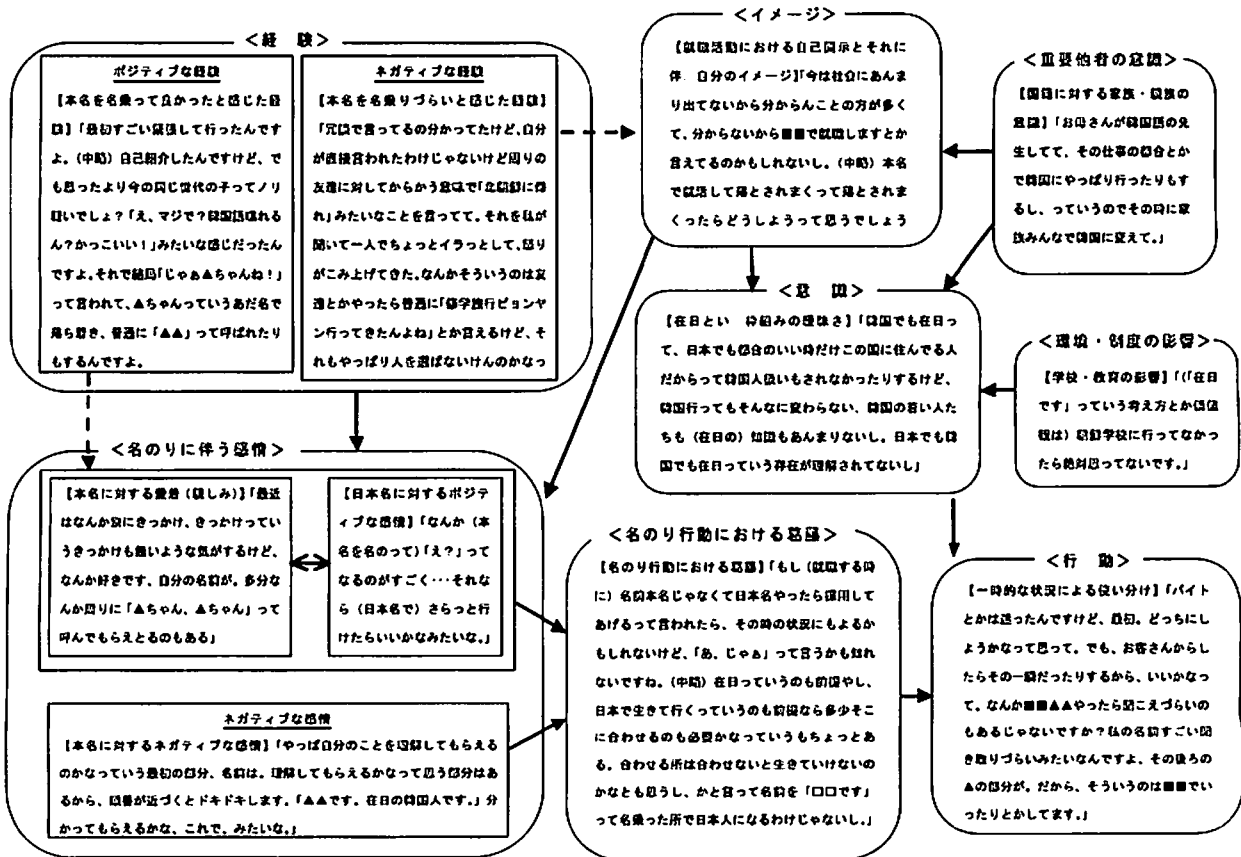 ＜経　験＞
ポジティブな経験
【本名を名乗って良かったと感じた経
験】「最初すごい緊張して行ったんです
よ。（中略）自己紹介したんですけど、で
も思ったより今の同じ世代の子ってノリ
軽いでしょ？「え、マジで？韓国語喋れる
ん？かっこいい！」みたいな感じだったん
ですよ。それで結局「じゃぁ▲ちゃんね！」
って言われて、▲ちゃんっていうあだ名で
落ち着き、普通に「▲▲」って呼ばれたり
もするんですよ。
ネガティブな経験
【本名を名乗りづらいと感じた経験】
「冗談で言ってるの分かってたけど、自分
が直接言われたわけじゃないけど周りの
友達に対してからかう意味で「北朝鮮に帰
れ」みたいなことを言ってて、それを私が
聞いて一人でちょっとイラっとして、怒り
がこみ上げてきた。なんかそういうのは友
達とかやったら普通に「修学旅行ピョンヤ
ン行ってきたんよね」とか言えるけど、そ
れもやっぱり人を選ばないけんのかなっ
＜イメージ＞
【就職活動における自己開示とそれに
伴　自分のイメージ】「今は社会にあんま
り出てないから分からんことの方が多く
て、分からないから■■で就職しますとか
言えてるのかもしれないし。（中略）本名
で就活して落とされまくって落とされま
くったらどうしようって思うでしょう
＜重要他者の意識＞
【国籍に対する家族・親族の
意識】「お母さんが韓国語の先
生してて、その仕事の都合とか
で韓国にやっぱり行ったりもす
るし、っていうのでその時に家
族みんなで韓国に変えて。」
＜意　識＞
【在日とい　枠組みの曖昧さ】「韓国でも在日っ
て、日本でも都合のいい時だけこの国に住んでる人
だからって韓国人扱いもされなかったりするけど、
韓国行ってもそんなに変わらない、韓国の若い人た
ちも（在日の）知識もあんまりないし。日本でも韓
国でも在日っていう存在が理解されてないし」
＜環境・制度の影響＞
【学校・教育の影響】「（「在日
です」っていう考え方とか価値
観は）朝鮮学校に行ってなかっ
たら絶対思ってないです。」
＜名のりに伴う感情＞
【本名に対する愛着（親しみ）】「最近
はなんか別にきっかけ、きっかけってい
うきっかけも無いような気がするけど、
なんか好きです、自分の名前が。多分な
んか周りに「▲ちゃん、▲ちゃん」って
呼んでもらえとるのもある」
【日本名に対するポジテ
ィブな感情】「なんか（本
名を名のって）「え？」って
なるのがすごく…それな
ら（日本名で）さらっと行
けたらいいかなみたいな。」
ネガティブな感情
【本名に対するネガティブな感情】「やっぱ自分のことを理解してもらえる
のかなっていう最初の部分、名前は。理解してもらえるかなって思う部分はあ
るから、順番が近づくとドキドキします。「▲▲です。在日の韓国人です。」分
かってもらえるかな、これで、みたいな。」
＜名のり行動における葛藤＞
【名のり行動における葛藤】「もし（就職する時
に）名前本名じゃなくて日本名やったら採用して
あげるって言われたら、その時の状況にもよるか
もしれないけど、「あ、じゃぁ」って言うかも知れ
ないですね。（中略）在日っていうのも前提やし、
日本で生きて行くっていうのも前提なら多少そこ
に合わせるのも必要かなっていうもちょっとあ
る。合わせる所は合わせないと生きていけないの
かなとも思うし、かと言って名前を「□□です」
って名乗った所で日本人になるわけじゃないし。」
＜行　動＞
【一時的な状況による使い分け】「バイト
とかは迷ったんですけど、最初。どっちにし
ようかなって思って。でも、お客さんからし
たらその一瞬だったりするから、いいかなっ
て。なんか■■▲▲やったら聞こえづらいの
もあるじゃないですか？私の名前すごい聞
き取りづらいみたいなんですよ、その後ろの
▲の部分が。だから、そういうのは■■でい
ったりとかしてます。」